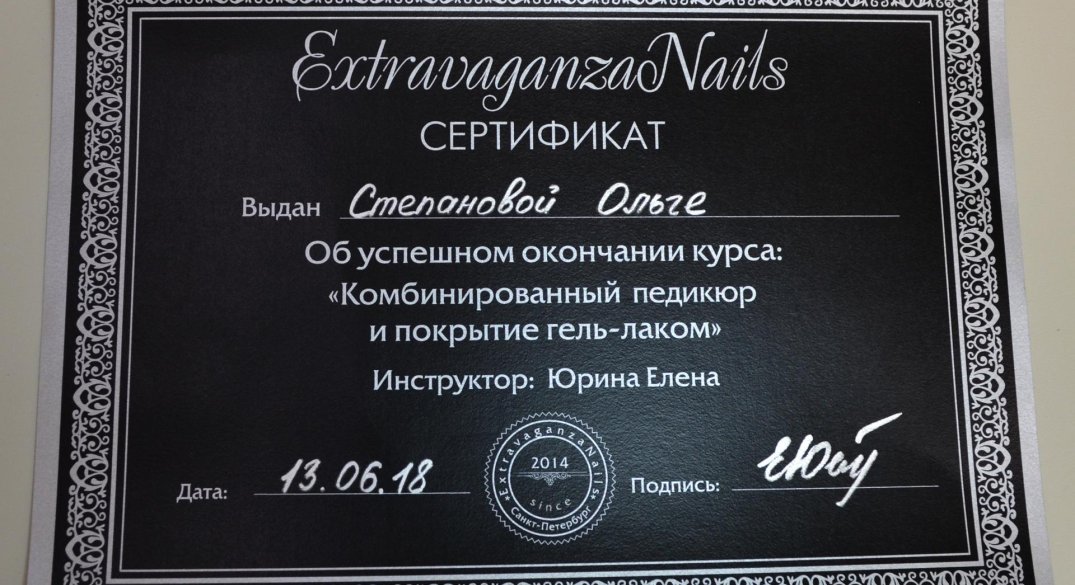 ExtravaganzaNails
СЕРТИФИКАТ
Выдан Степановой Ольге
Об успешном окончании курса:
«Комбинированный педикюр
и покрытие гель-лаком»
Инструктор: Юрина Елена
Дата: 13.06.18
ExtravaganzaNails
2014
since
Санкт-Петербург
Подпись: